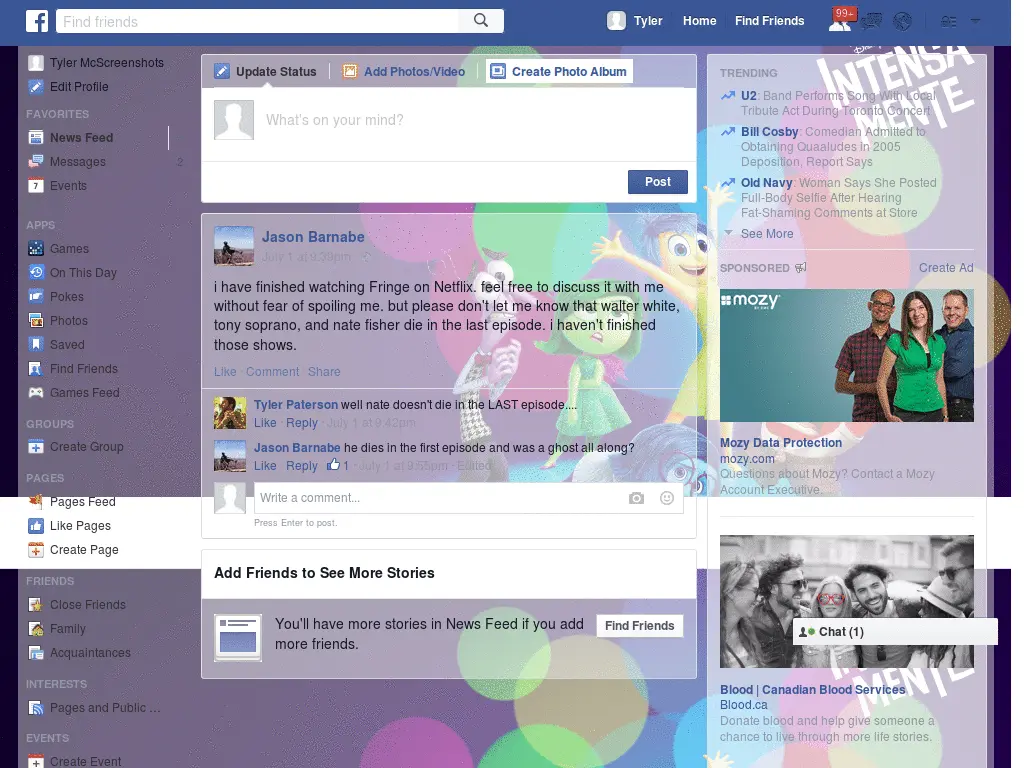 Find friends
Tyler
Home
Find Friends
99+
Tyler McScreenshots
Edit Profile
FAVORITES
News Feed
Messages
2
Events
APPS
Games
On This Day
Pokes
Photos
Saved
Find Friends
Games Feed
GROUPS
Create Group
PAGES
Pages Feed
Like Pages
Create Page
FRIENDS
Close Friends
Family
Acquaintances
INTERESTS
Pages and Public ...
EVENTS
Create Event
Update Status
Add Photos/Video
Create Photo Album
What's on your mind?
Post
Jason Barnabe
July 1 at 9:39pm
i have finished watching Fringe on Netflix. feel free to discuss it with me
without fear of spoiling me. but please don't let me know that walter white,
tony soprano, and nate fisher die in the last episode. i haven't finished
those shows.
Like · Comment · Share
Tyler Paterson well nate doesn't die in the LAST episode....
Like · Reply · July 1 at 9:42pm
Jason Barnabe he dies in the first episode and was a ghost all along?
Like · Reply · 1 · July 1 at 9:55pm · Edited
Write a comment...
Press Enter to post.
Add Friends to See More Stories
You'll have more stories in News Feed if you add
more friends.
Find Friends
INTENSA
MENTE
TRENDING
U2: Band Performs Song With Local
Tribute Act During Toronto Concert
Bill Cosby: Comedian Admitted to
Obtaining Quaaludes in 2005
Deposition, Report Says
Old Navy: Woman Says She Posted
Full-Body Selfie After Hearing
Fat-Shaming Comments at Store
See More
SPONSORED
Create Ad
mozy
Mozy Data Protection
mozy.com
Questions about Mozy? Contact a Mozy
Account Executive.
Chat (1)
MENTE
Blood | Canadian Blood Services
Blood.ca
Donate blood and help give someone a
chance to live through more life stories.